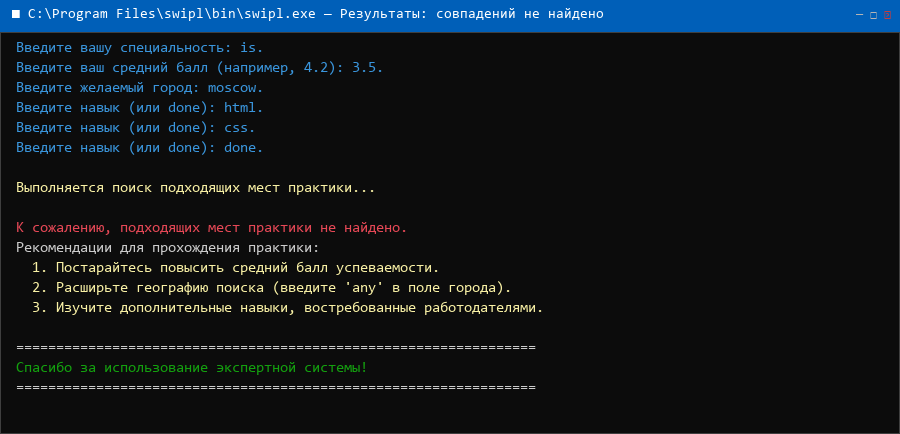 C:\Program Files\swipl\bin\swipl.exe — Результаты: совпадений не найдено
Введите вашу специальность: is.
Введите ваш средний балл (например, 4.2): 3.5.
Введите желаемый город: moscow.
Введите навык (или done): html.
Введите навык (или done): css.
Введите навык (или done): done.
Выполняется поиск подходящих мест практики...
К сожалению, подходящих мест практики не найдено.
Рекомендации для прохождения практики:
1. Постарайтесь повысить средний балл успеваемости.
2. Расширьте географию поиска (введите 'any' в поле города).
3. Изучите дополнительные навыки, востребованные работодателями.
=================================================================
Спасибо за использование экспертной системы!
=================================================================